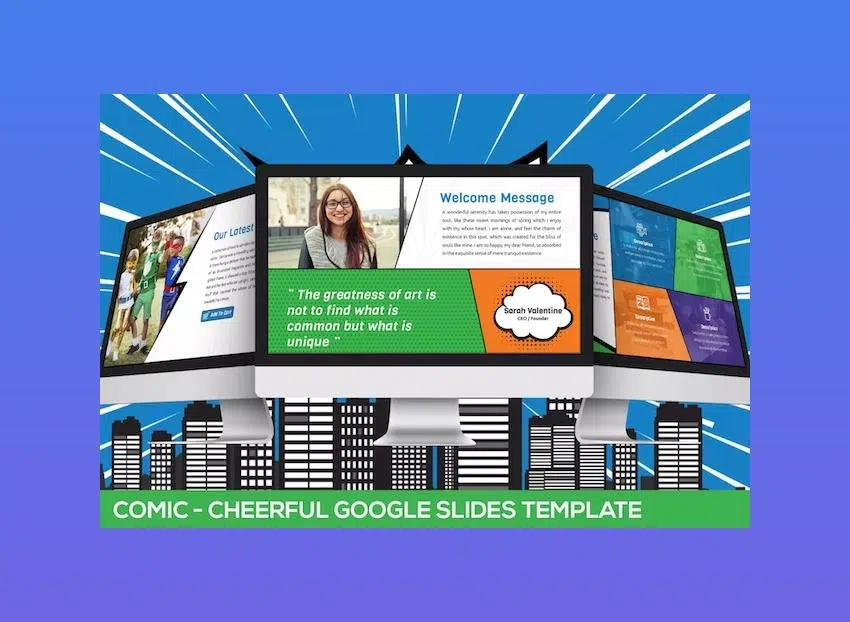 Our Latest
Add To Cart
Welcome Message
A wonderful serenity has taken possession of my entire
soul, like these sweet mornings of spring which I enjoy
with my whole heart. I am alone, and feel the charm of
existence in this spot, which was created for the bliss of
souls like mine. I am so happy, my dear friend, so absorbed
in the exquisite sense of mere tranquil existence.
" The greatness of art is
not to find what is
common but what is
unique "
Sarah Valentine
CEO / Founder
Description
Description
Description
Description
COMIC - CHEERFUL GOOGLE SLIDES TEMPLATE